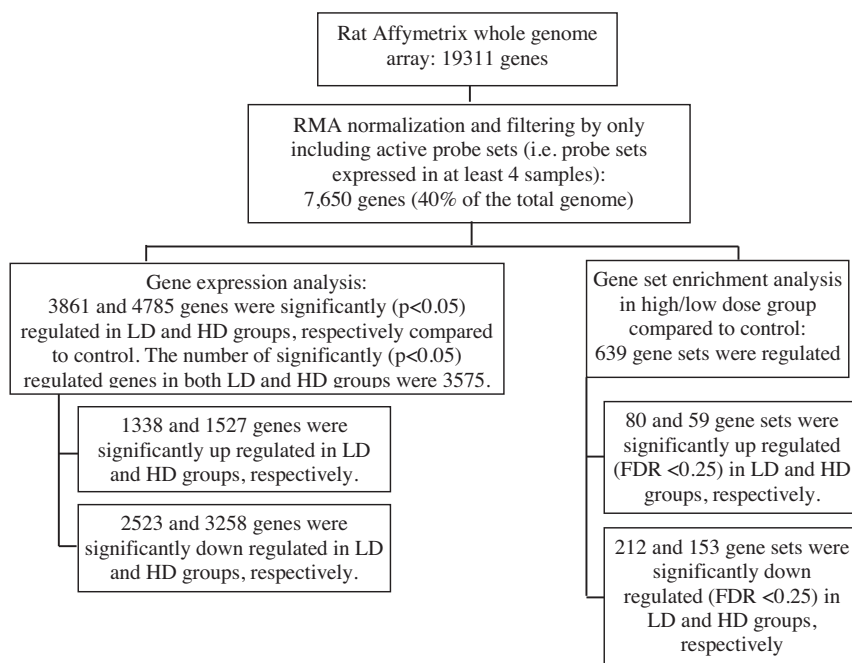 Rat Affymetrix whole genome
array: 19311 genes
RMA normalization and filtering by only
including active probe sets (i.e. probe sets
expressed in at least 4 samples):
7,650 genes (40% of the total genome)
Gene expression analysis:
3861 and 4785 genes were significantly (p<0.05)
regulated in LD and HD groups, respectively compared
to control. The number of significantly (p<0.05)
regulated genes in both LD and HD groups were 3575.
1338 and 1527 genes were
significantly up regulated in LD
and HD groups, respectively.
2523 and 3258 genes were
significantly down regulated in LD
and HD groups, respectively.
Gene set enrichment analysis
in high/low dose group
compared to control:
639 gene sets were regulated
80 and 59 gene sets were
significantly up regulated
(FDR <0.25) in LD and HD
groups, respectively.
212 and 153 gene sets were
significantly down
regulated (FDR <0.25) in
LD and HD groups,
respectively